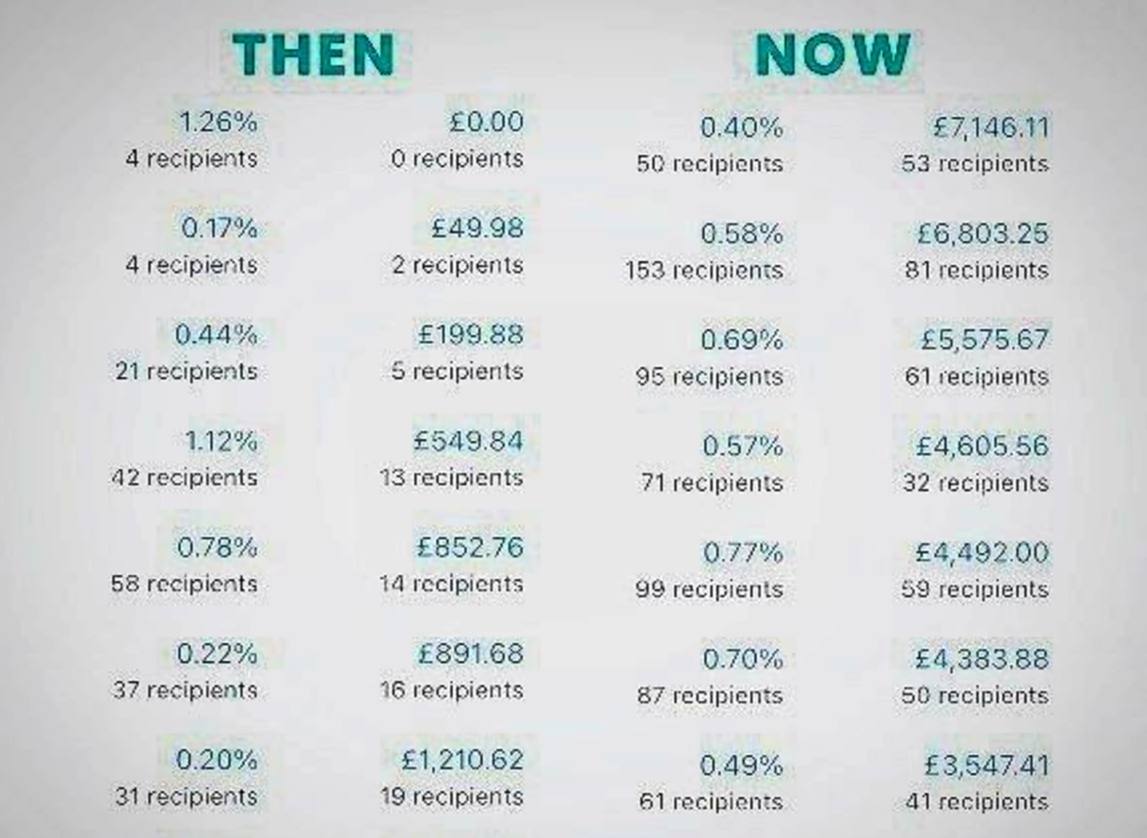 THEN NOW
1.26% £0.00 0.40% £7,146.11
4 recipients 0 recipients 50 recipients 53 recipients
0.17% £49.98 0.58% £6,803.25
4 recipients 2 recipients 153 recipients 81 recipients
0.44% £199.88 0.69% £5,575.67
21 recipients 5 recipients 95 recipients 61 recipients
1.12% £549.84 0.57% £4,605.56
42 recipients 13 recipients 71 recipients 32 recipients
0.78% £852.76 0.77% £4,492.00
58 recipients 14 recipients 99 recipients 59 recipients
0.22% £891.68 0.70% £4,383.88
37 recipients 16 recipients 87 recipients 50 recipients
0.20% £1,210.62 0.49% £3,547.41
31 recipients 19 recipients 61 recipients 41 recipients